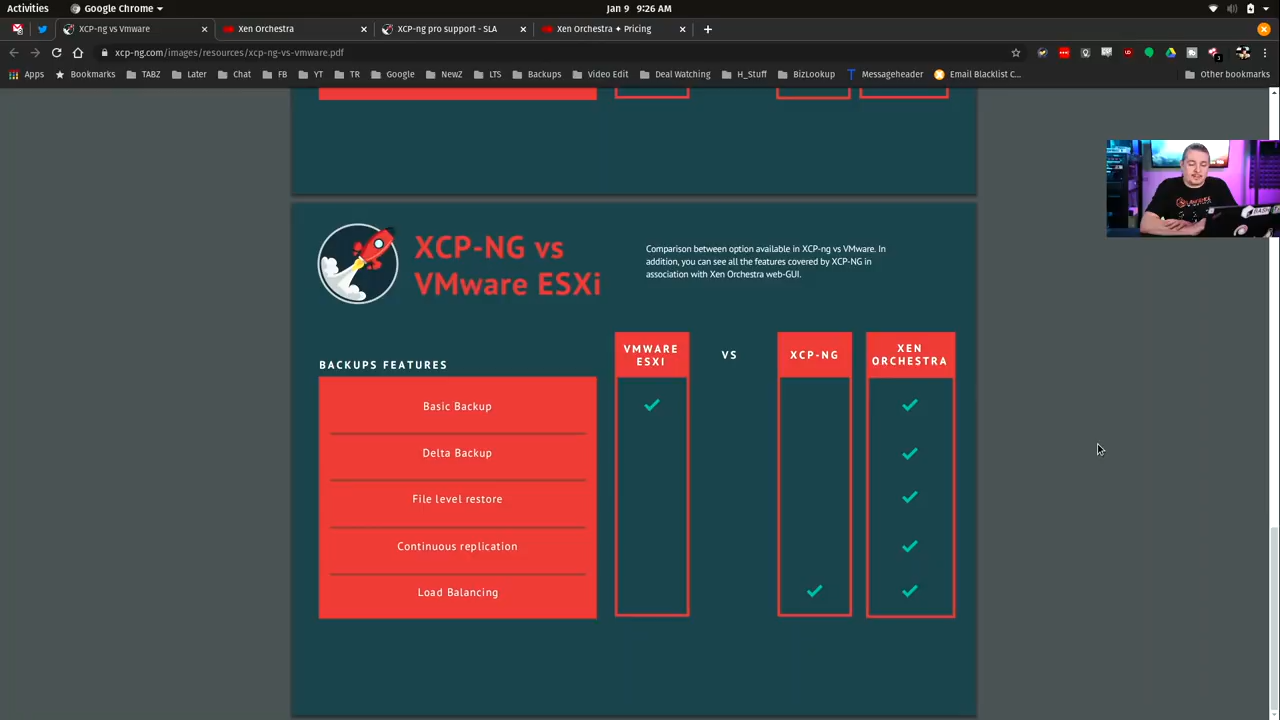 Activities
Google Chrome
Jan 9 9:26 AM
XCP-ng vs Vmware
Xen Orchestra
XCP-ng pro support - SLA
Xen Orchestra ✦ Pricing
xcp-ng.com/images/resources/xcp-ng-vs-vmware.pdf
Apps
Bookmarks
TABZ
Later
Chat
FB
YT
TR
Google
NewZ
LTS
Backups
Video Edit
Deal Watching
H_Stuff
BizLookup
Messageheader
Email Blacklist C...
Other bookmarks
XCP-NG vs
VMware ESXi
Comparison between option available in XCP-ng vs VMware. In
addition, you can see all the features covered by XCP-NG in
association with Xen Orchestra web-GUI.
BACKUPS FEATURES
VMWARE
ESXI
VS
XCP-NG
XEN
ORCHESTRA
Basic Backup
Delta Backup
File level restore
Continuous replication
Load Balancing